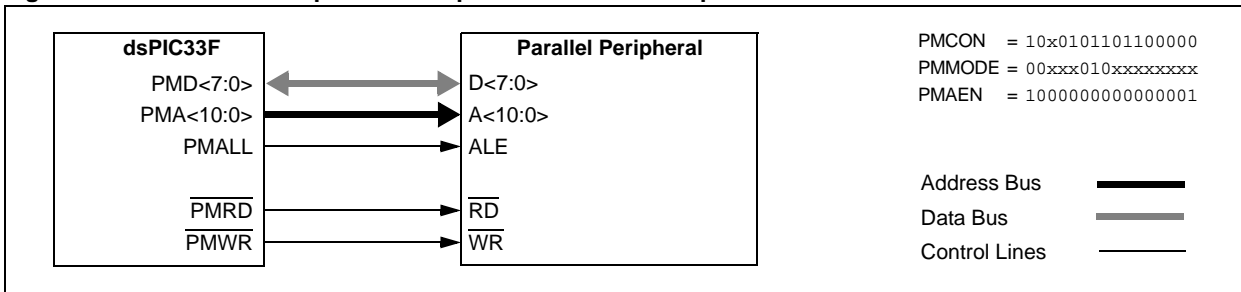 dsPIC33F
Parallel Peripheral
PMD<7:0>
D<7:0>
PMA<10:0>
A<10:0>
PMALL
ALE
PMRD
RD
PMWR
WR
PMCON = 10x0101101100000
PMMODE = 00xxx010xxxxxxxx
PMAEN = 1000000000000001
Address Bus
Data Bus
Control Lines